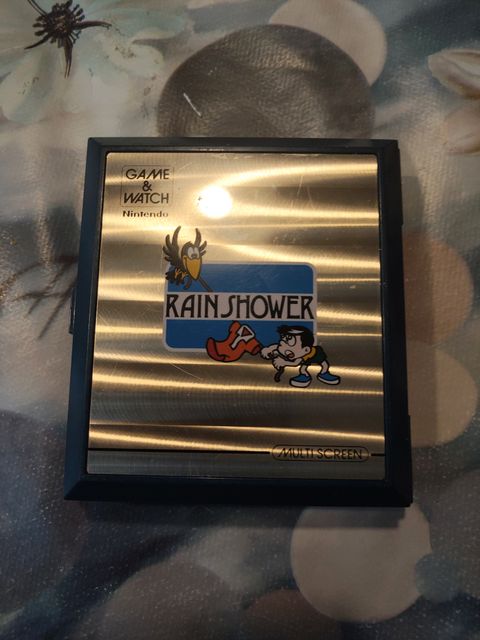 GAME
&
WATCH
Nintendo
RAIN SHOWER
MULTI SCREEN